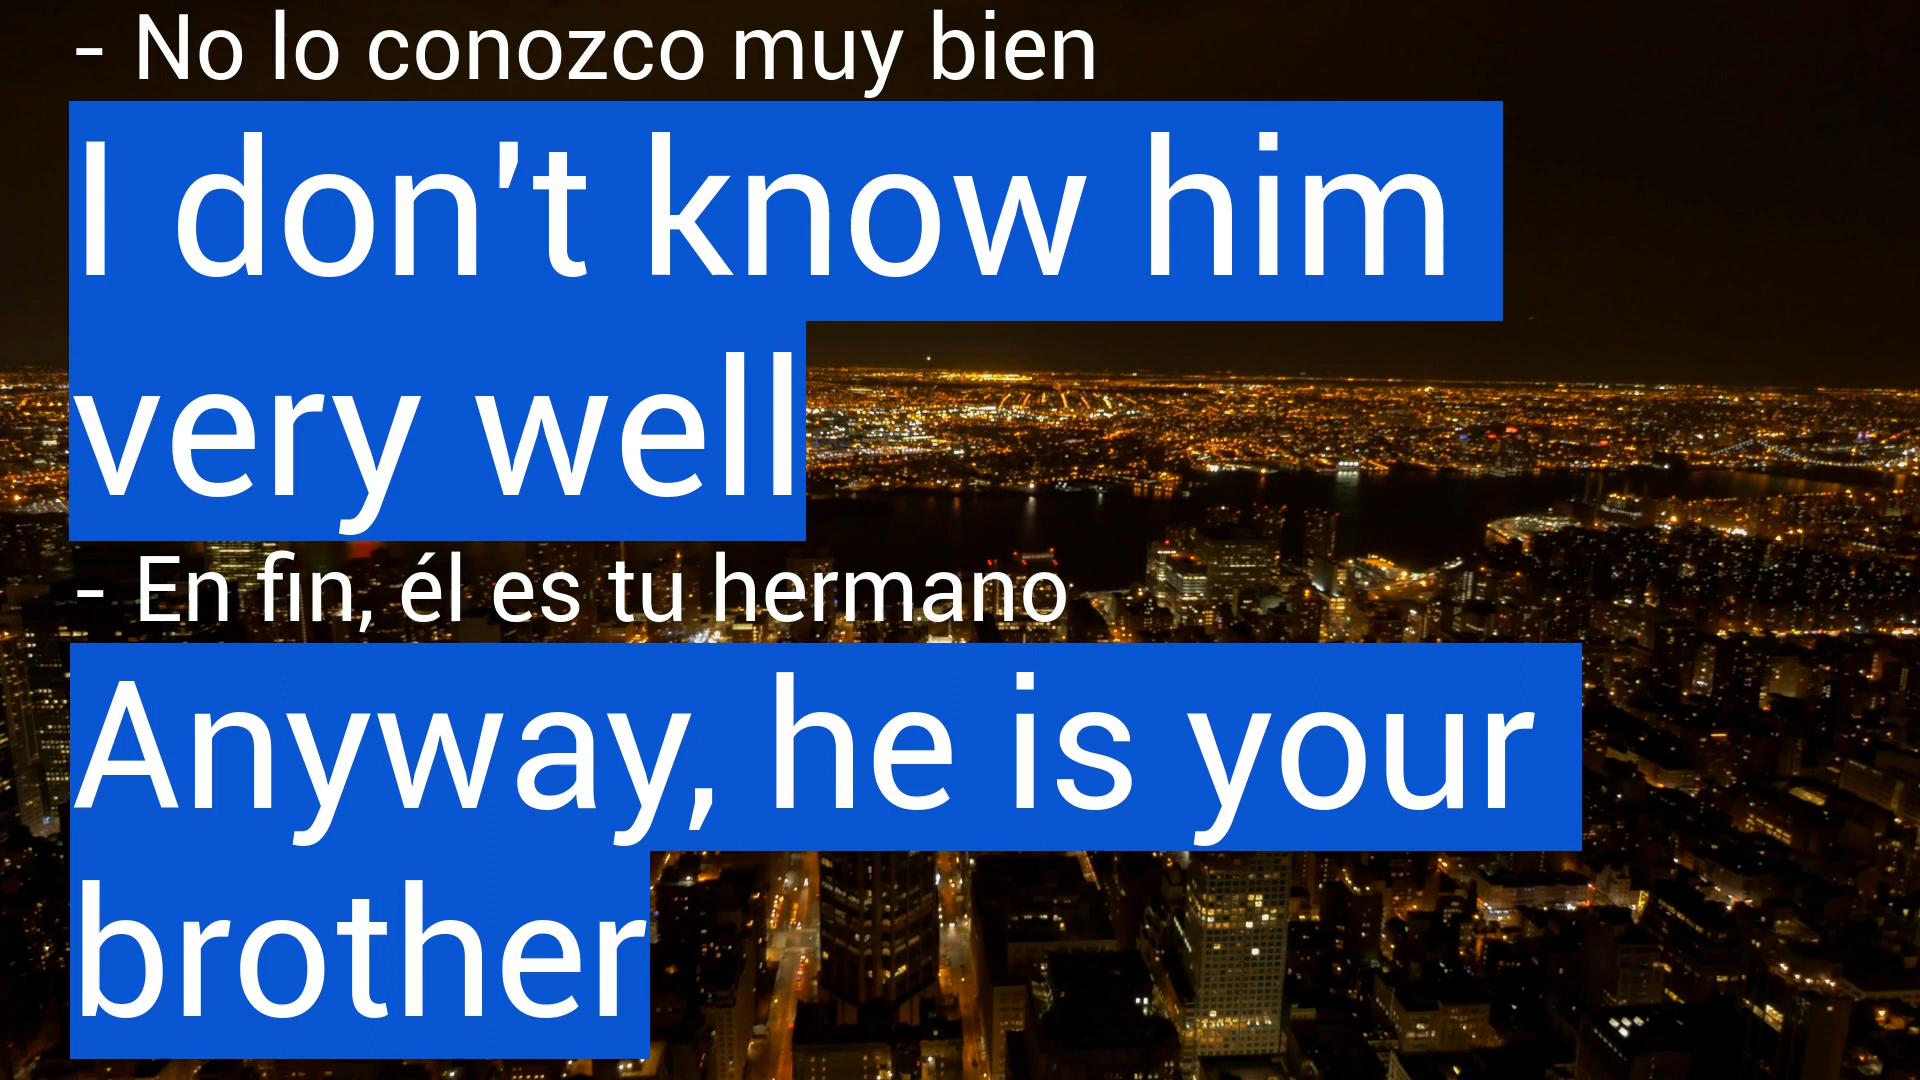 - No lo conozco muy bien
I don't know him
very well
- En fin, él es tu hermano
Anyway, he is your
brother